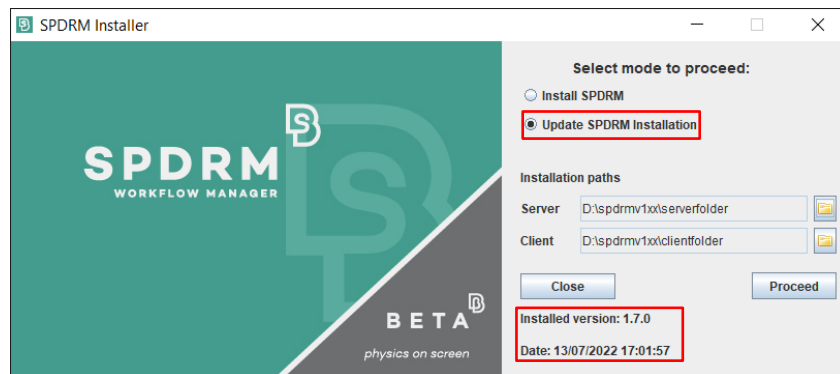 SPDRM Installer
SPDRM
WORKFLOW MANAGER
BETA
physics on screen
Select mode to proceed:
Install SPDRM
Update SPDRM Installation
Installation paths
Server D:\spdrmv1xx\serverfolder
Client D:\spdrmv1xx\clientfolder
Close Proceed
Installed version: 1.7.0
Date: 13/07/2022 17:01:57